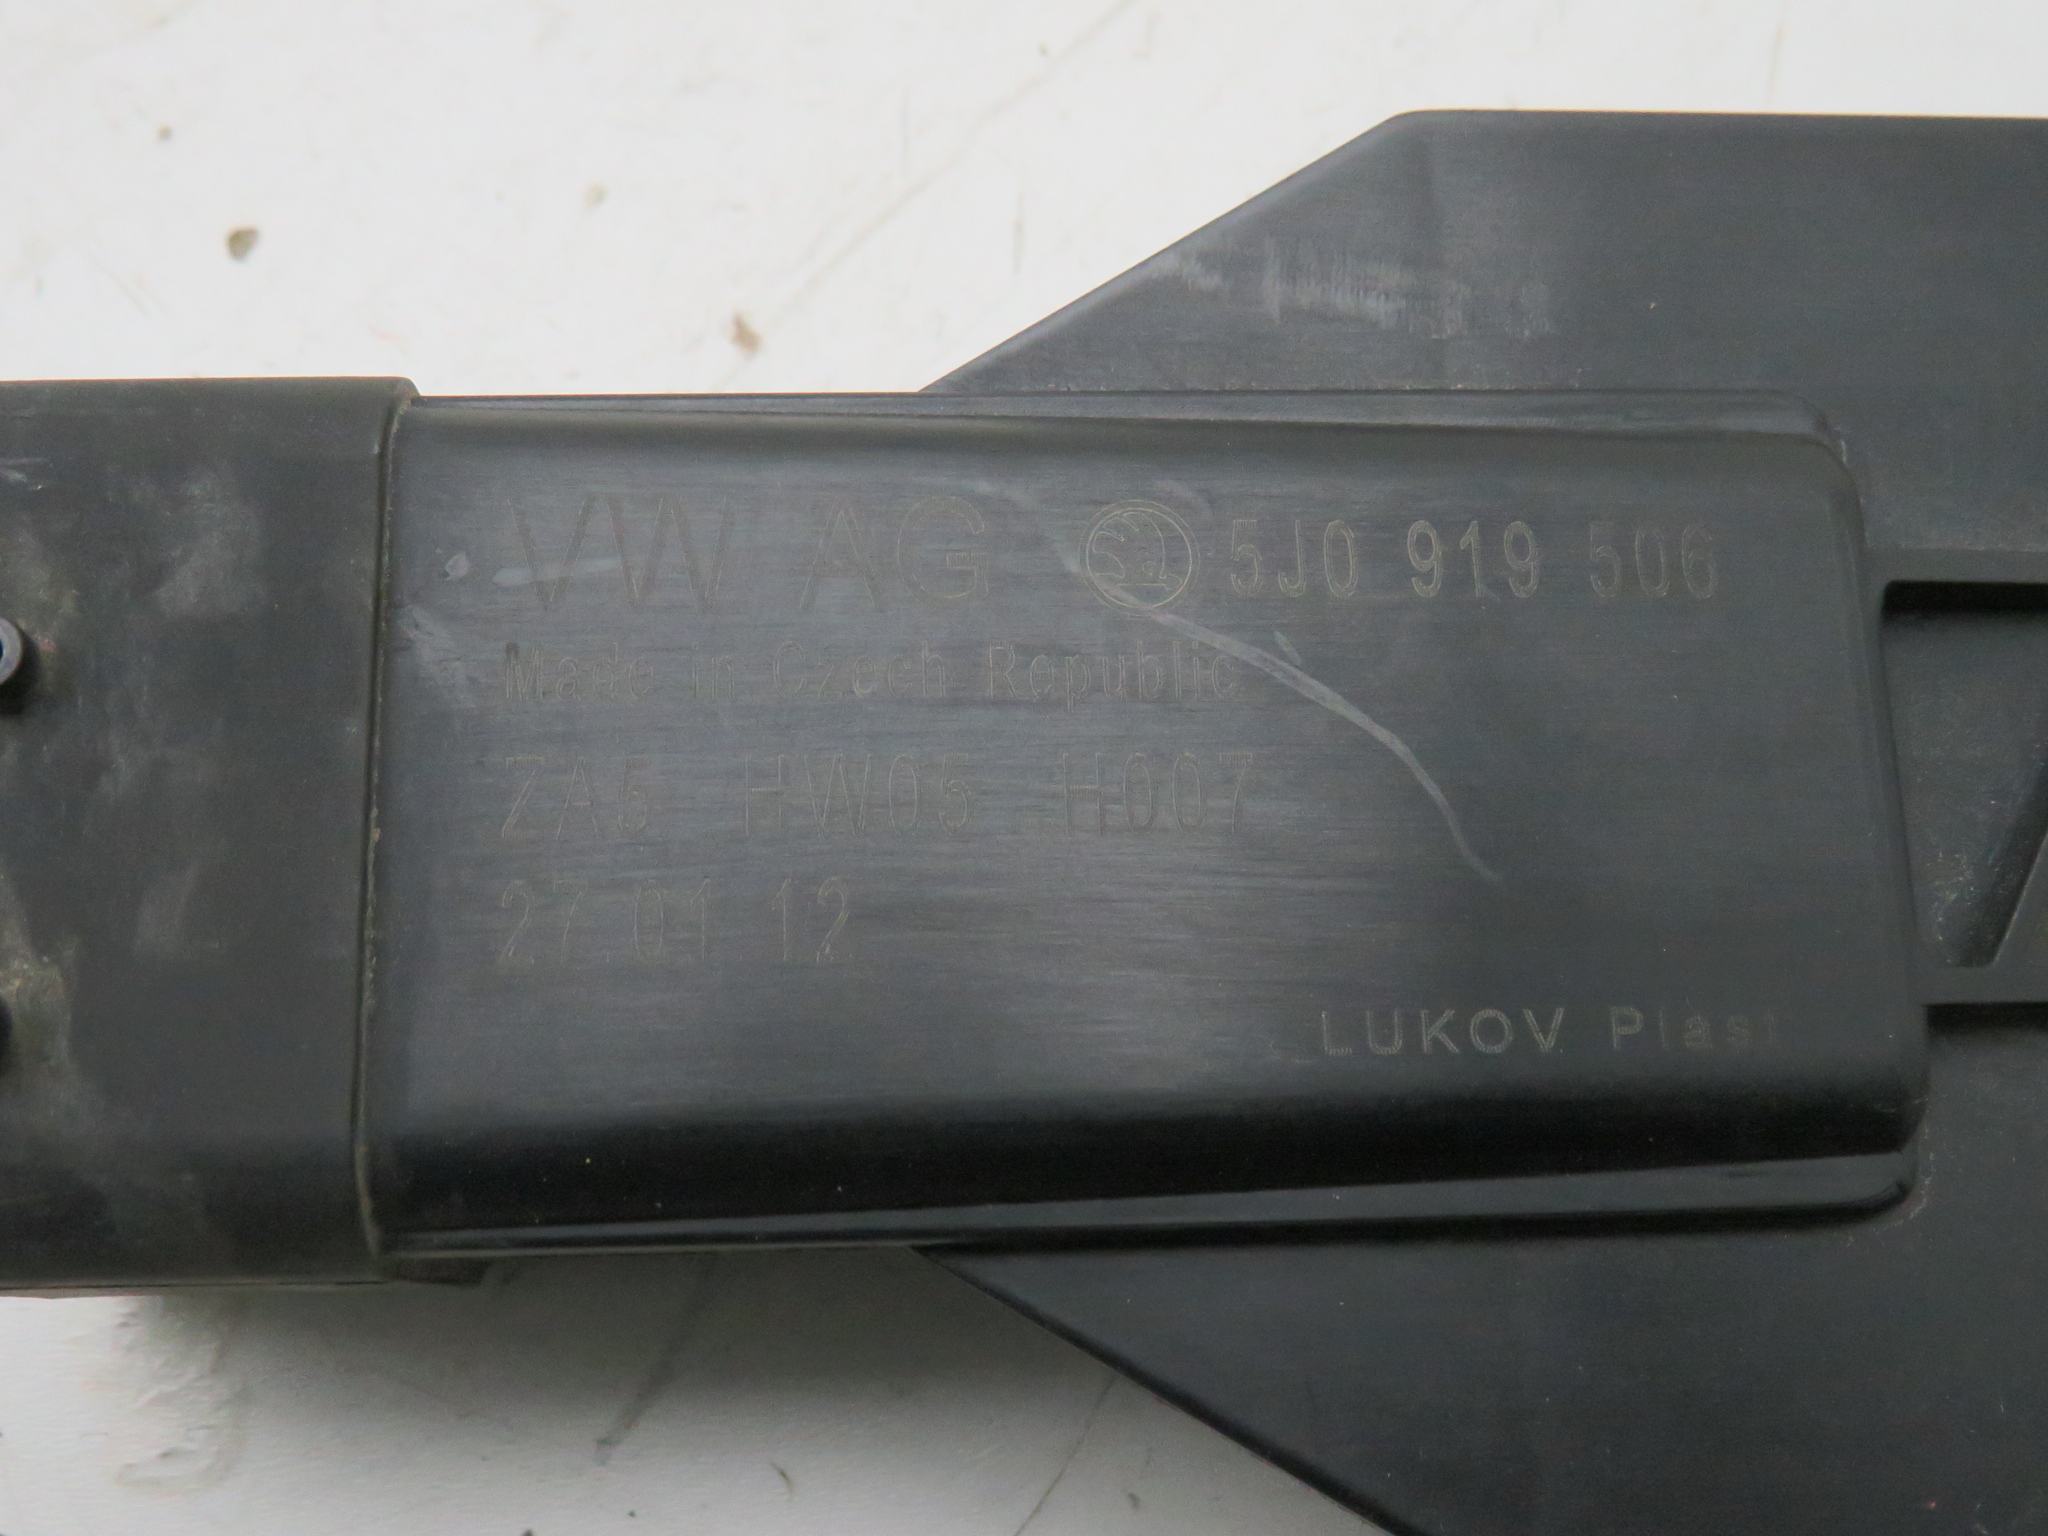 VW AG 5J0 919 506
Made in Czech Republic
ZA5 HW05 H007
27.01.12
LUKOV Plast